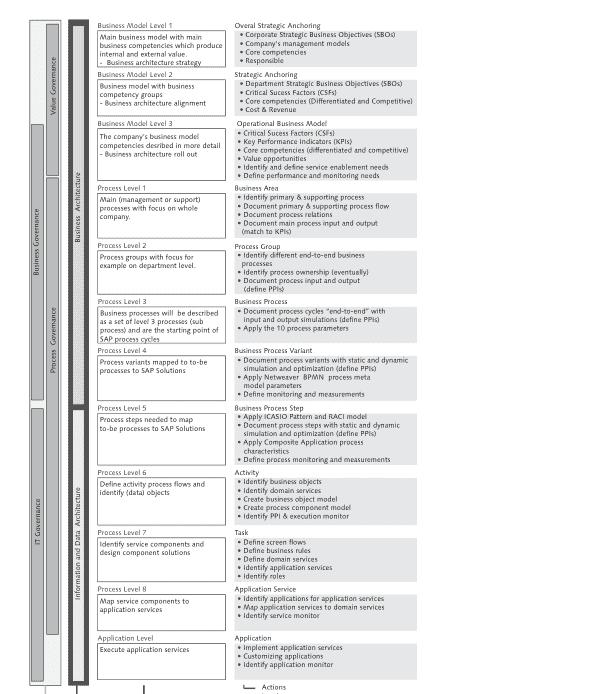 Business Model Level 1
Main business model with main
business competencies which produce
internal and external value.
- Business architecture strategy
Overal Strategic Anchoring
• Corporate Strategic Business Objectives (SBOs)
• Company's management models
• Core competencies
• Responsible
Business Model Level 2
Business model with business
competency groups
- Business architecture alignment
Strategic Anchoring
• Department Strategic Business Objectives (SBOs)
• Critical Sucess Factors (CSFs)
• Core competencies (Differentiated and Competitive)
• Cost & Revenue
Business Model Level 3
The company's business model
competencies desribed in more detail
- Business architecture roll out
Operational Business Model
• Critical Sucess Factors (CSFs)
• Key Performance Indicators (KPIs)
• Core competencies (differentiated and competitive)
• Value opportunities
• Identify and define service enablement needs
• Define performance and monitoring needs
Process Level 1
Main (management or support)
processes with focus on whole
company.
Business Area
• Identify primary & supporting process
• Document primary & supporting process flow
• Document process relations
• Document main process input and output
(match to KPIs)
Process Level 2
Process groups with focus for
example on department level.
Process Group
• Identify different end-to-end business
processes
• Identify process ownership (eventually)
• Document process input and output
(define PPIs)
Process Level 3
Business processes will be described
as a set of level 3 processes (sub
process) and are the starting point of
SAP process cycles
Business Process
• Document process cycles "end-to-end" with
input and output simulations (define PPIs)
• Apply the 10 process parameters
Process Level 4
Process variants mapped to to-be
processes to SAP Solutions
Business Process Variant
• Document process variants with static and dynamic
simulation and optimization (define PPIs)
• Apply Netweaver BPMN process meta
model parameters
• Define monitoring and measurements
Process Level 5
Process steps needed to map
to-be processes to SAP Solutions
Business Process Step
• Apply ICASIO Pattern and RACI model
• Document process steps with static and dynamic
simulation and optimization (define PPIs)
• Apply Composite Application process
characteristics
• Define process monitoring and measurements
Process Level 6
Define activity process flows and
identify (data) objects
Activity
• Identify business objects
• Identify domain services
• Create business object model
• Create process component model
• Identify PPI & execution monitor
Process Level 7
Identify service components and
design component solutions
Task
• Define screen flows
• Define business rules
• Define domain services
• Identify application services
• Identify roles
Process Level 8
Map service components to
application services
Application Service
• Identify applications for application services
• Map application services to domain services
• Identify service monitor
Application Level
Execute application services
Application
• Implement application services
• Customizing applications
• Identify application monitor
Actions
Business Governance
IT Governance
Value Governance
Process Governance
Business Architecture
Information and Data Architecture